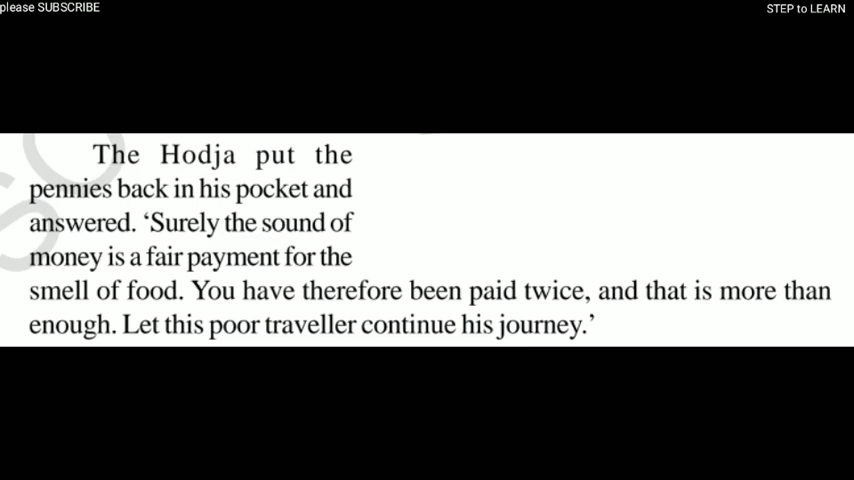 please SUBSCRIBE
STEP to LEARN
The Hodja put the
pennies back in his pocket and
answered. ‘Surely the sound of
money is a fair payment for the
smell of food. You have therefore been paid twice, and that is more than
enough. Let this poor traveller continue his journey.’